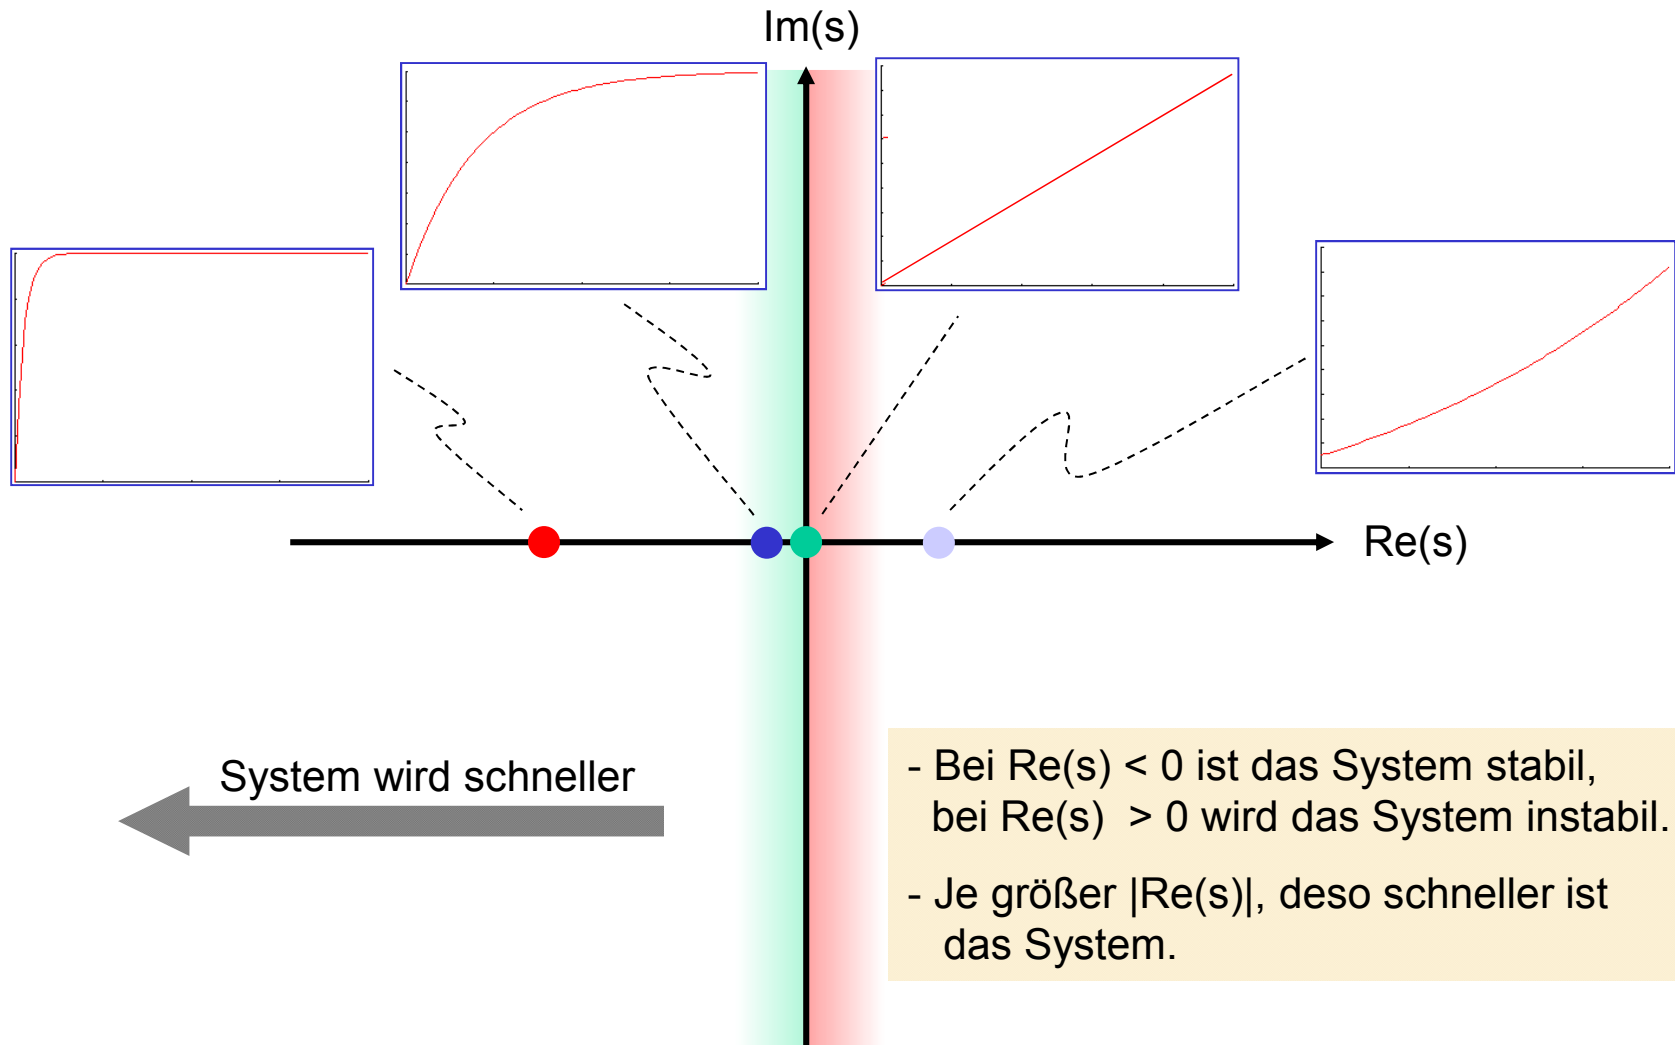 Im(s)
Re(s)
System wird schneller
- Bei Re(s) < 0 ist das System stabil,
bei Re(s) > 0 wird das System instabil.
- Je größer |Re(s)|, deso schneller ist
das System.